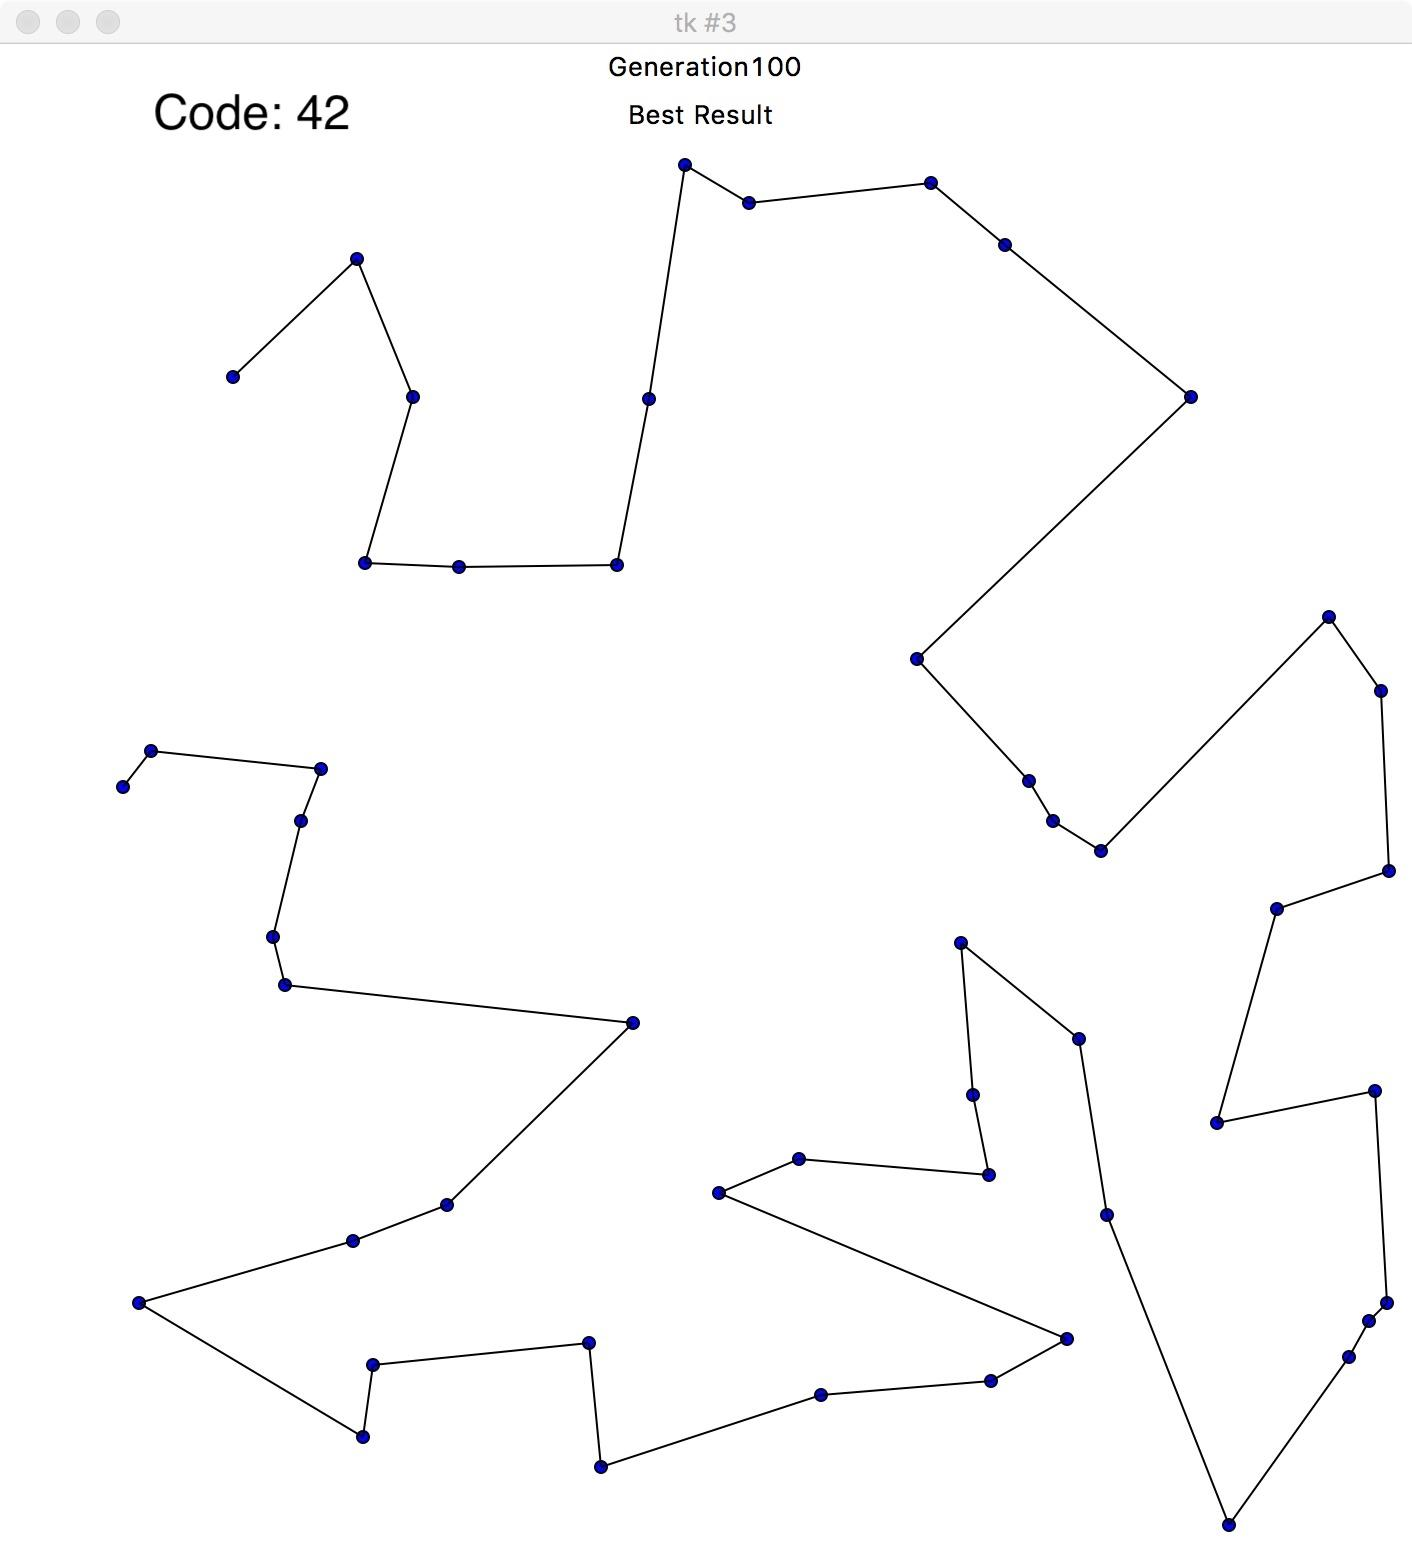 tk #3
Generation100
Code: 42
Best Result